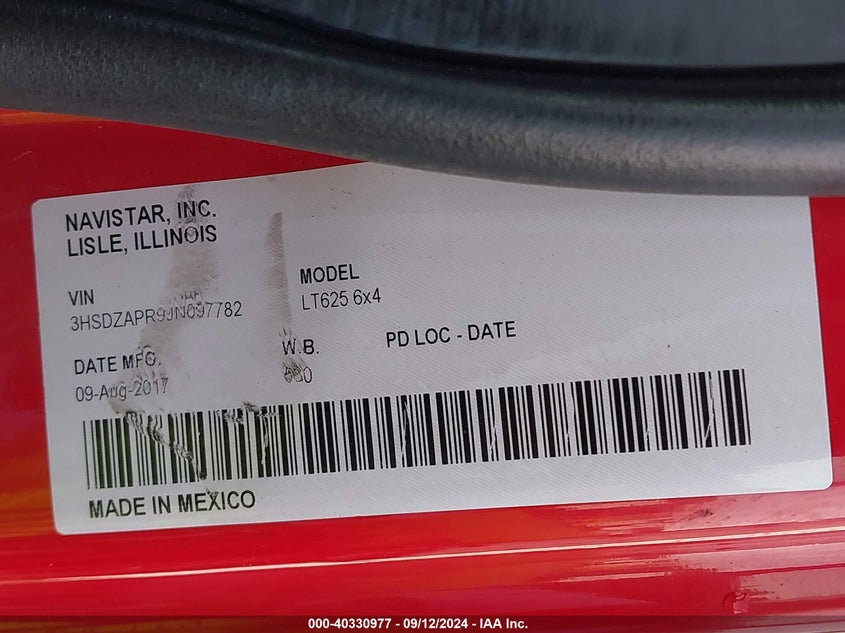 NAVISTAR, INC.
LISLE, ILLINOIS
VIN
3HSDZAPR9JN097782
MODEL
LT625 6x4
DATE MFG.
09-Aug-2017
W.B.
PD LOC - DATE
MADE IN MEXICO
000-40330977 - 09/12/2024 - IAA Inc.